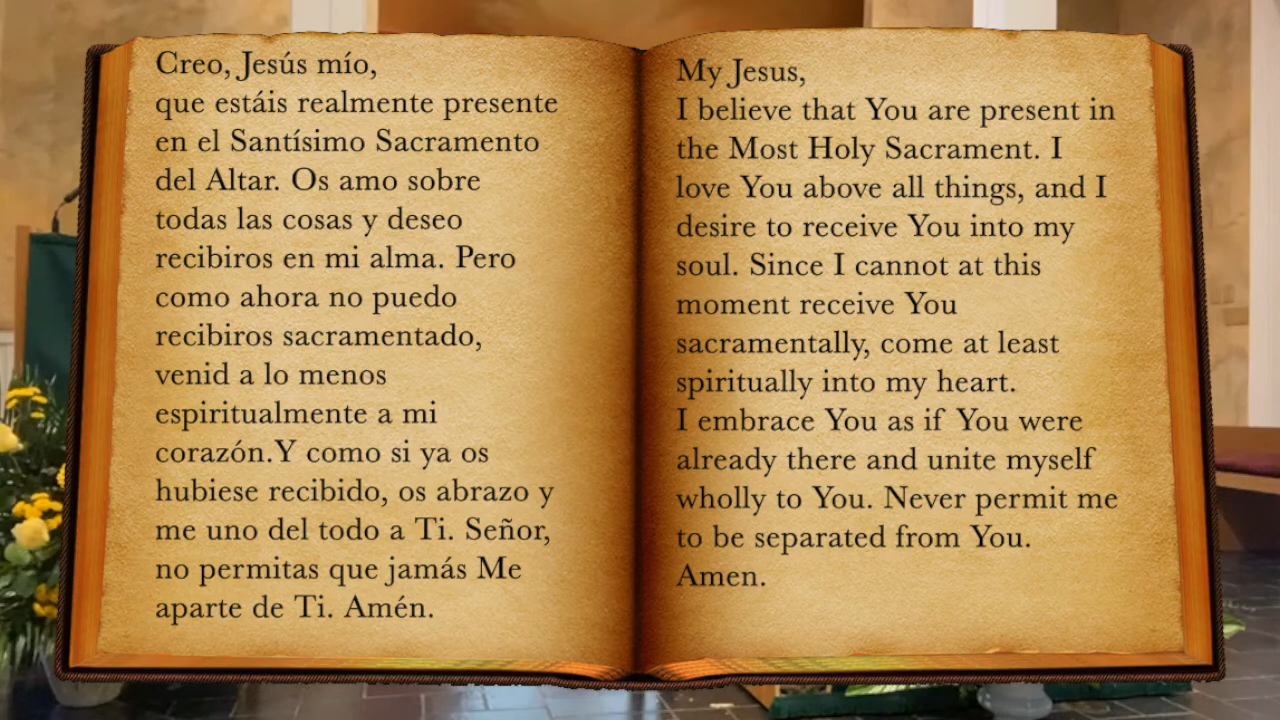 Creo, Jesús mío,
que estáis realmente presente
en el Santísimo Sacramento
del Altar. Os amo sobre
todas las cosas y deseo
recibiros en mi alma. Pero
como ahora no puedo
recibiros sacramentado,
venid a lo menos
espiritualmente a mi
corazón.Y como si ya os
hubiese recibido, os abrazo y
me uno del todo a Ti. Señor,
no permitas que jamás Me
aparte de Ti. Amén.
My Jesus,
I believe that You are present in
the Most Holy Sacrament. I
love You above all things, and I
desire to receive You into my
soul. Since I cannot at this
moment receive You
sacramentally, come at least
spiritually into my heart.
I embrace You as if You were
already there and unite myself
wholly to You. Never permit me
to be separated from You.
Amen.